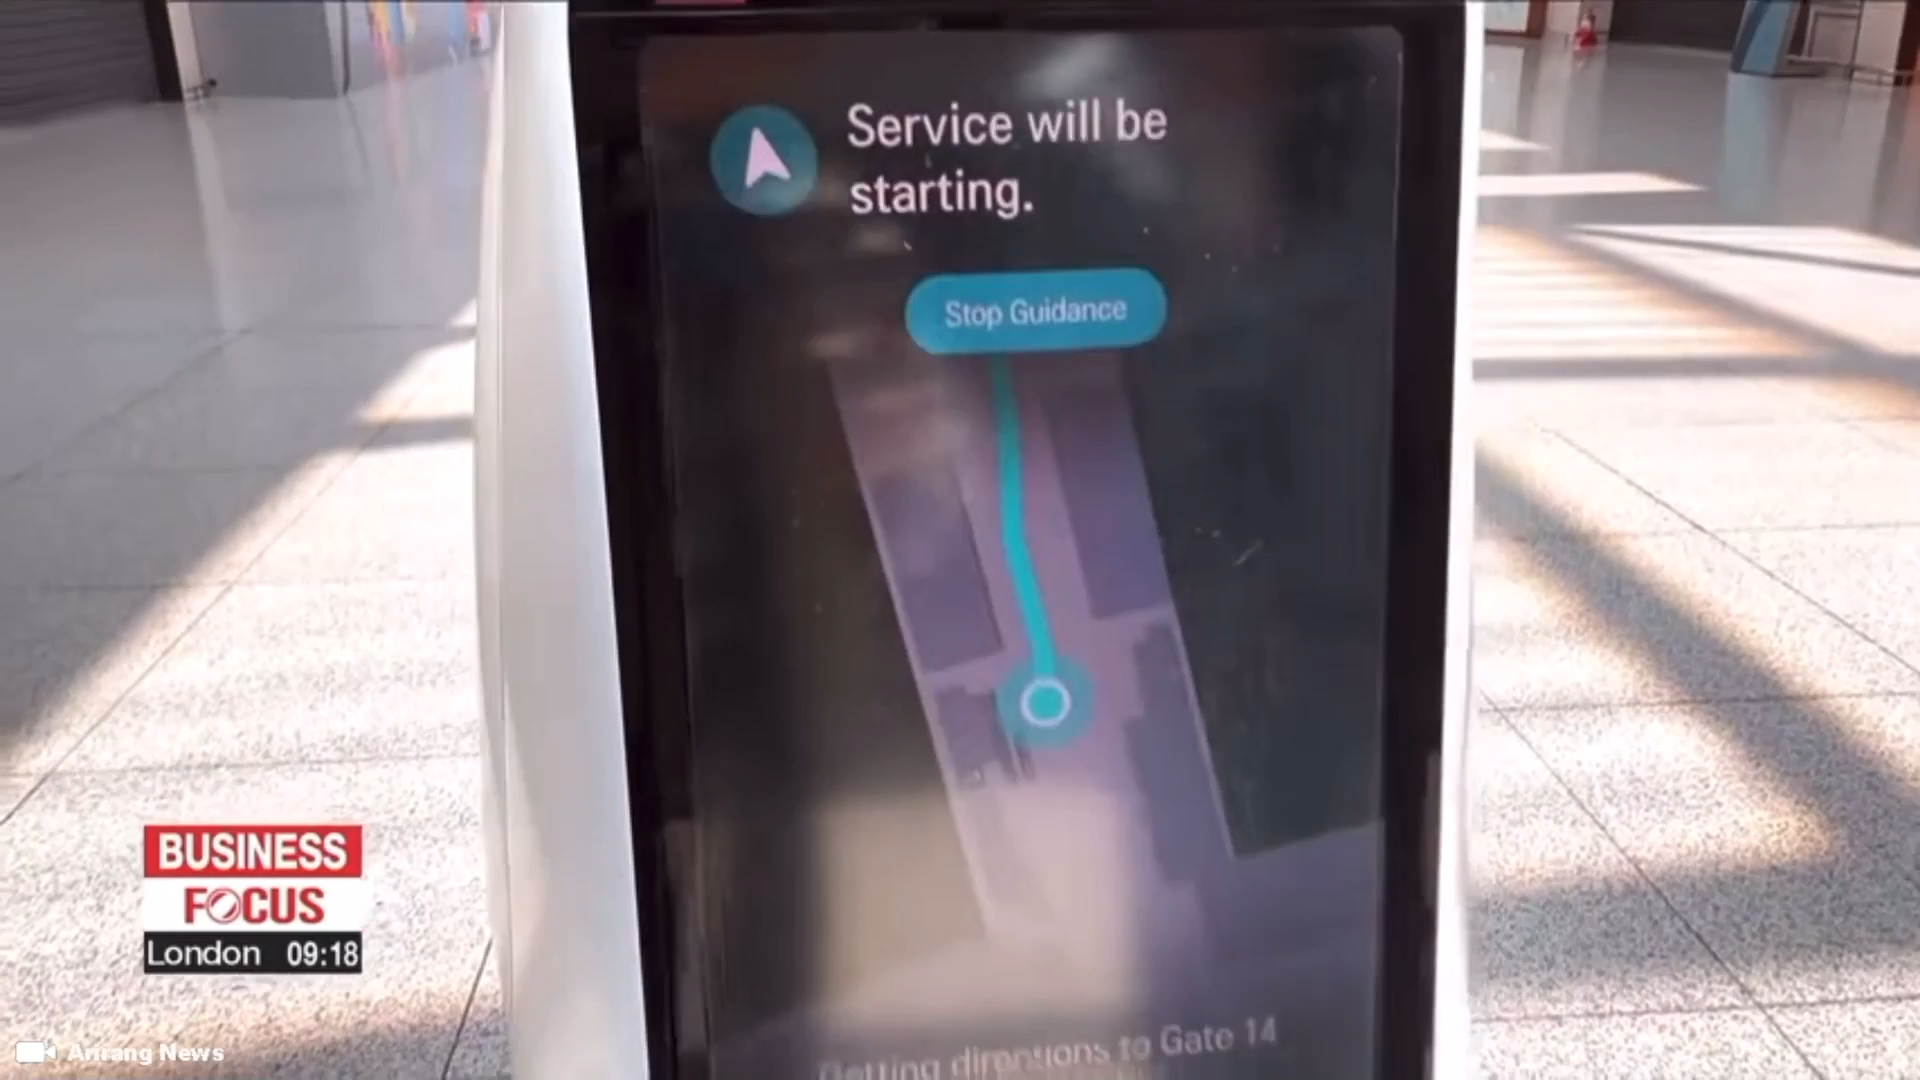 Service will be
starting.
Stop Guidance
Getting directions to Gate 14
BUSINESS
FOCUS
London 09:18
Arirang News